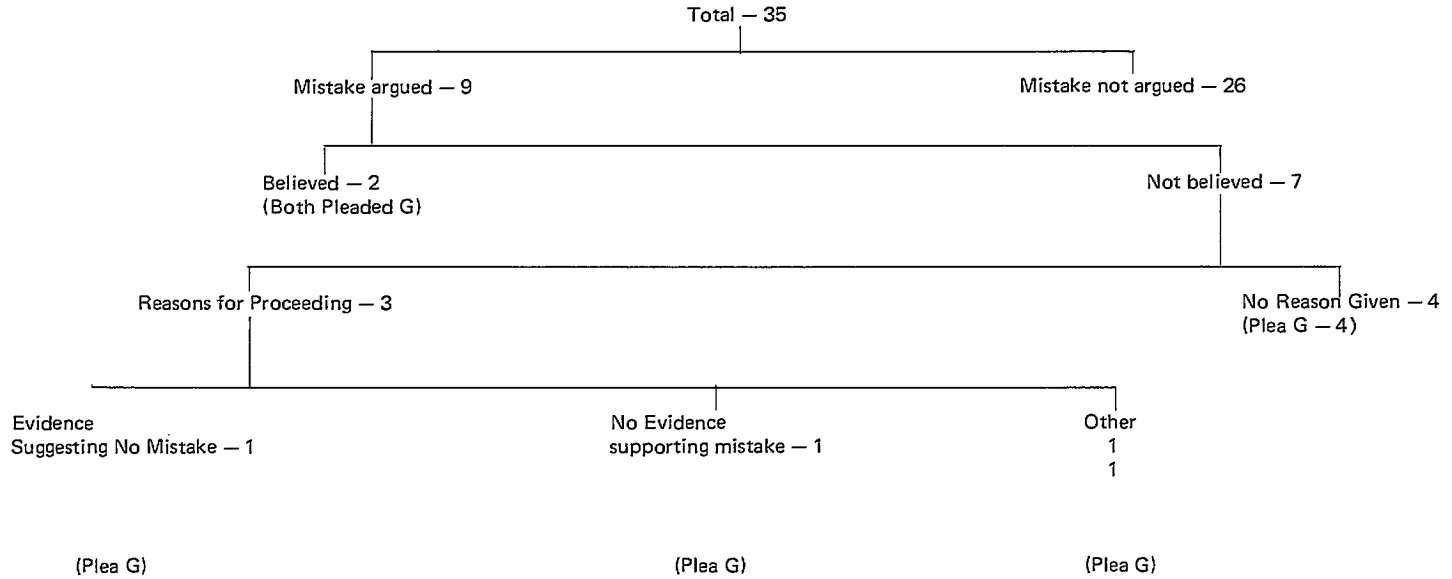 Total — 35
Mistake argued — 9
Mistake not argued — 26
Believed — 2
(Both Pleaded G)
Not believed — 7
Reasons for Proceeding — 3
No Reason Given — 4
(Plea G — 4)
Evidence
Suggesting No Mistake — 1
No Evidence
supporting mistake — 1
Other
1
1
(Plea G)
(Plea G)
(Plea G)